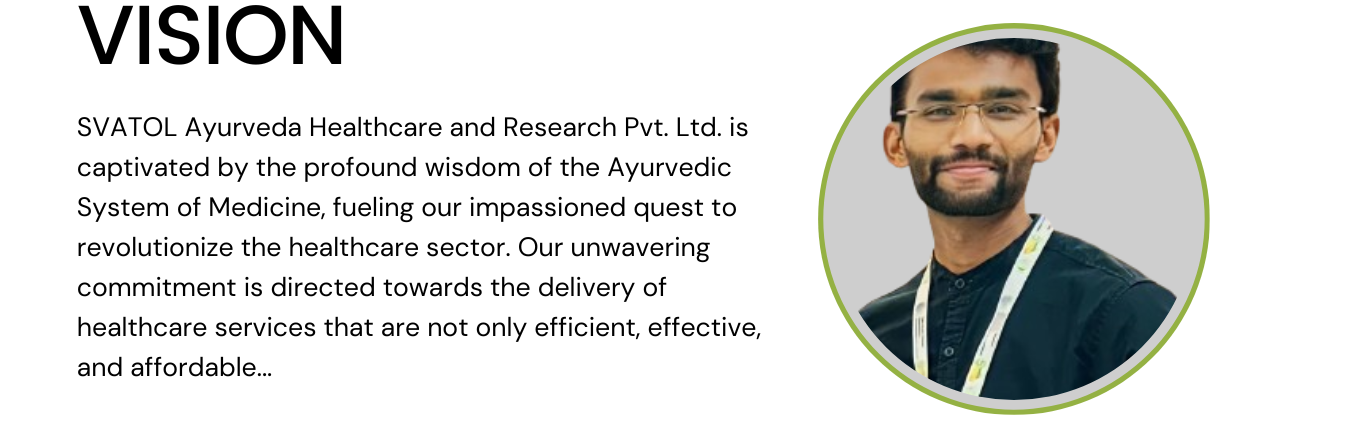 VISION
SVATOL Ayurveda Healthcare and Research Pvt. Ltd. is
captivated by the profound wisdom of the Ayurvedic
System of Medicine, fueling our impassioned quest to
revolutionize the healthcare sector. Our unwavering
commitment is directed towards the delivery of
healthcare services that are not only efficient, effective,
and affordable...